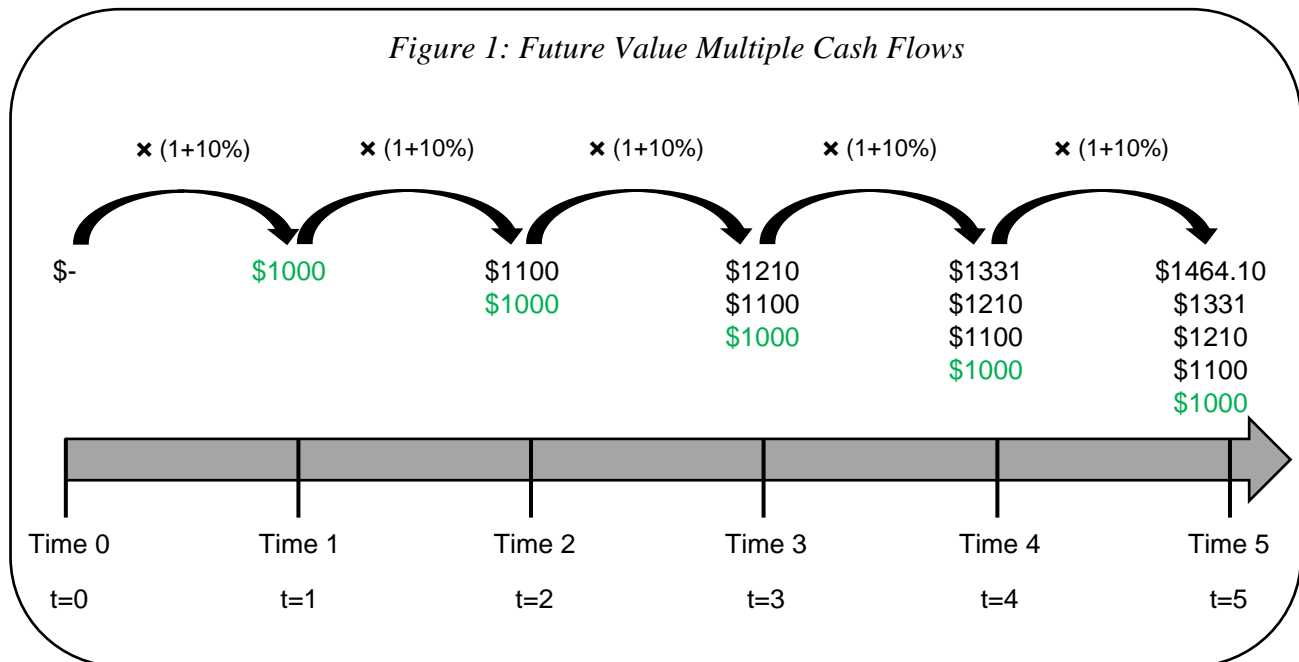 Figure 1: Future Value Multiple Cash Flows
× (1+10%) × (1+10%) × (1+10%) × (1+10%) × (1+10%)
$- $1000 $1100 $1210 $1331 $1464.10
$1000 $1100 $1210 $1331
$1000 $1100 $1210
$1000 $1100
$1000
Time 0 Time 1 Time 2 Time 3 Time 4 Time 5
t=0 t=1 t=2 t=3 t=4 t=5